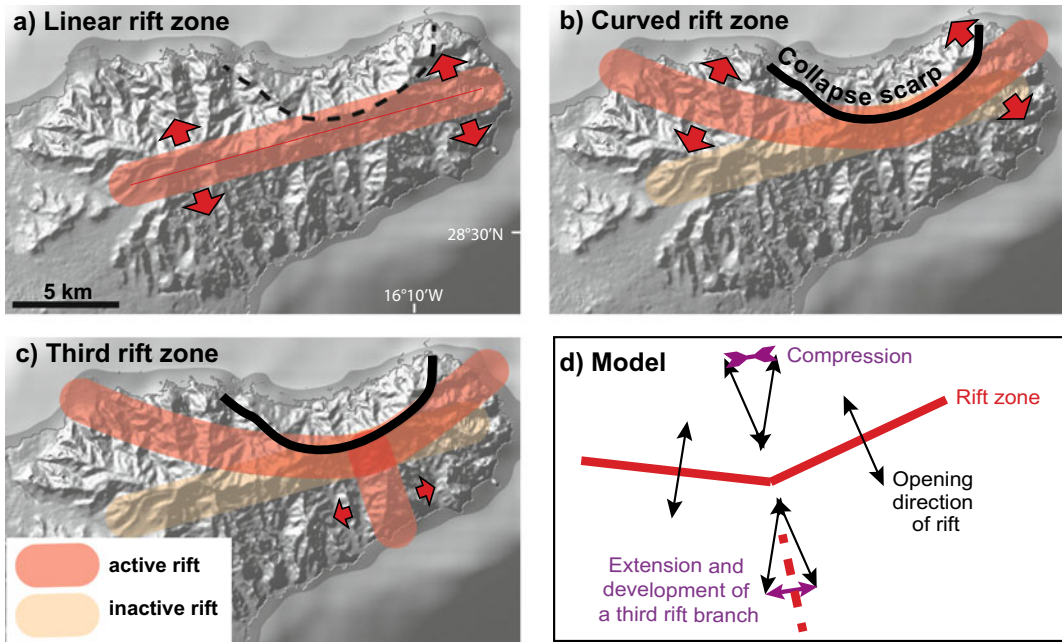 a) Linear rift zone
28°30'N
5 km
16°10'W
b) Curved rift zone
Collapse scarp
c) Third rift zone
active rift
inactive rift
d) Model
Compression
Rift zone
Opening
direction
of rift
Extension and
development of
a third rift branch